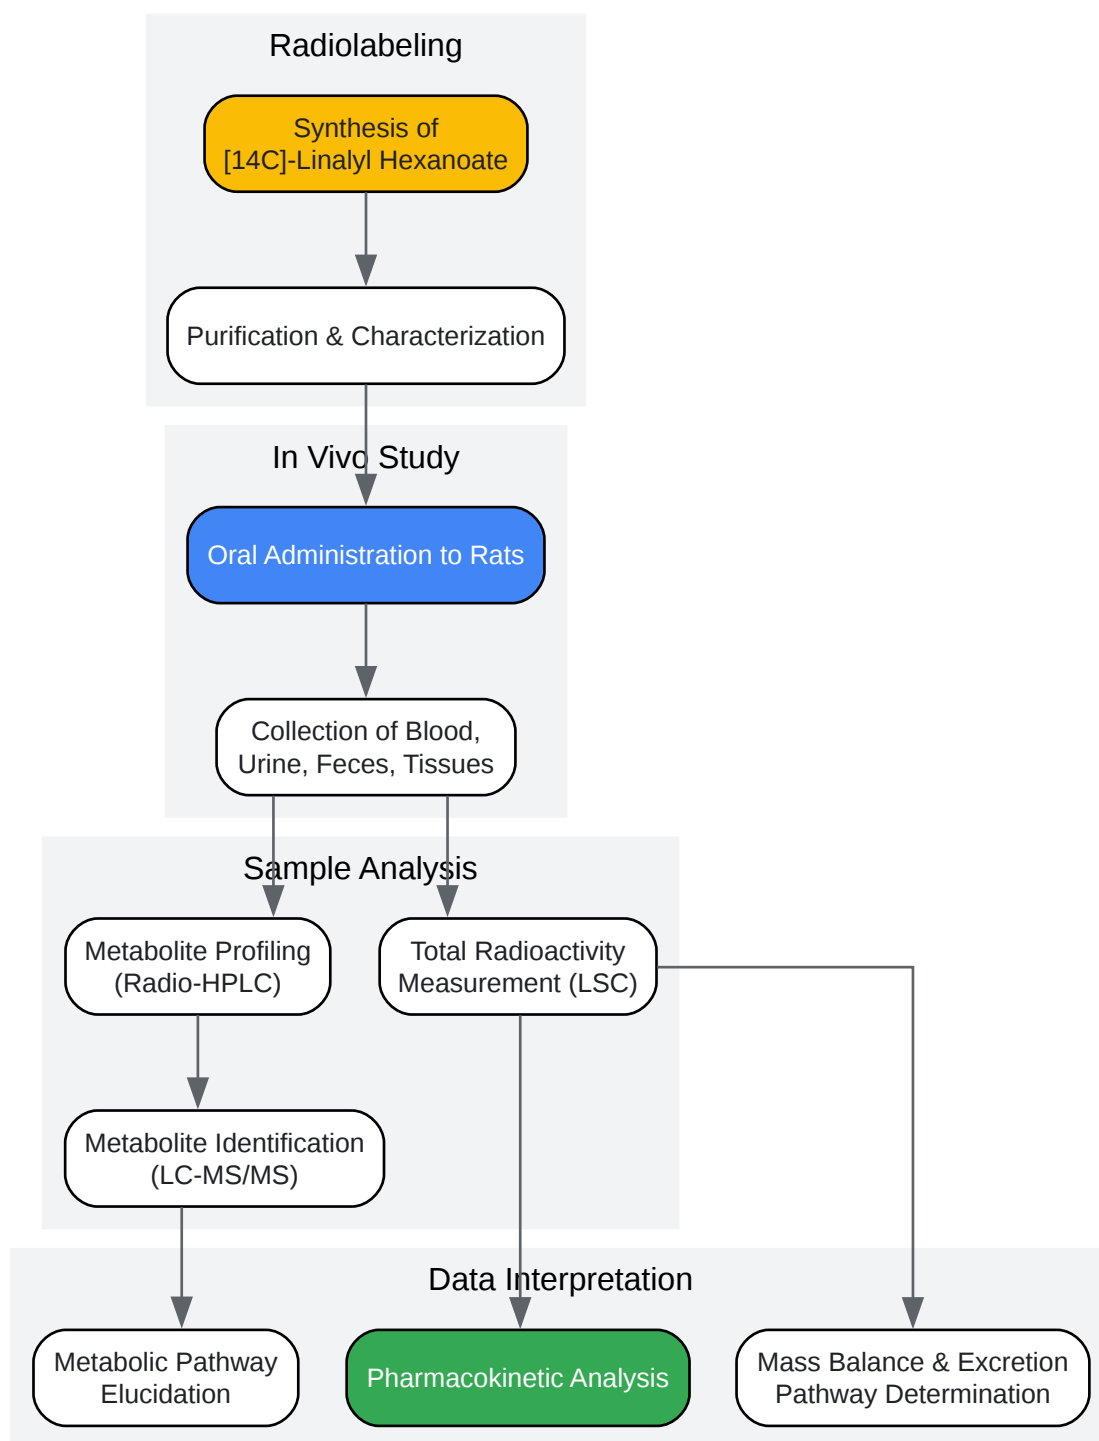 Radiolabeling
Synthesis of
[14C]-Linalyl Hexanoate
Purification & Characterization
In Vivo Study
Oral Administration to Rats
Collection of Blood,
Urine, Feces, Tissues
Sample Analysis
Metabolite Profiling
(Radio-HPLC)
Total Radioactivity
Measurement (LSC)
Metabolite Identification
(LC-MS/MS)
Data Interpretation
Metabolic Pathway
Elucidation
Pharmacokinetic Analysis
Mass Balance & Excretion
Pathway Determination